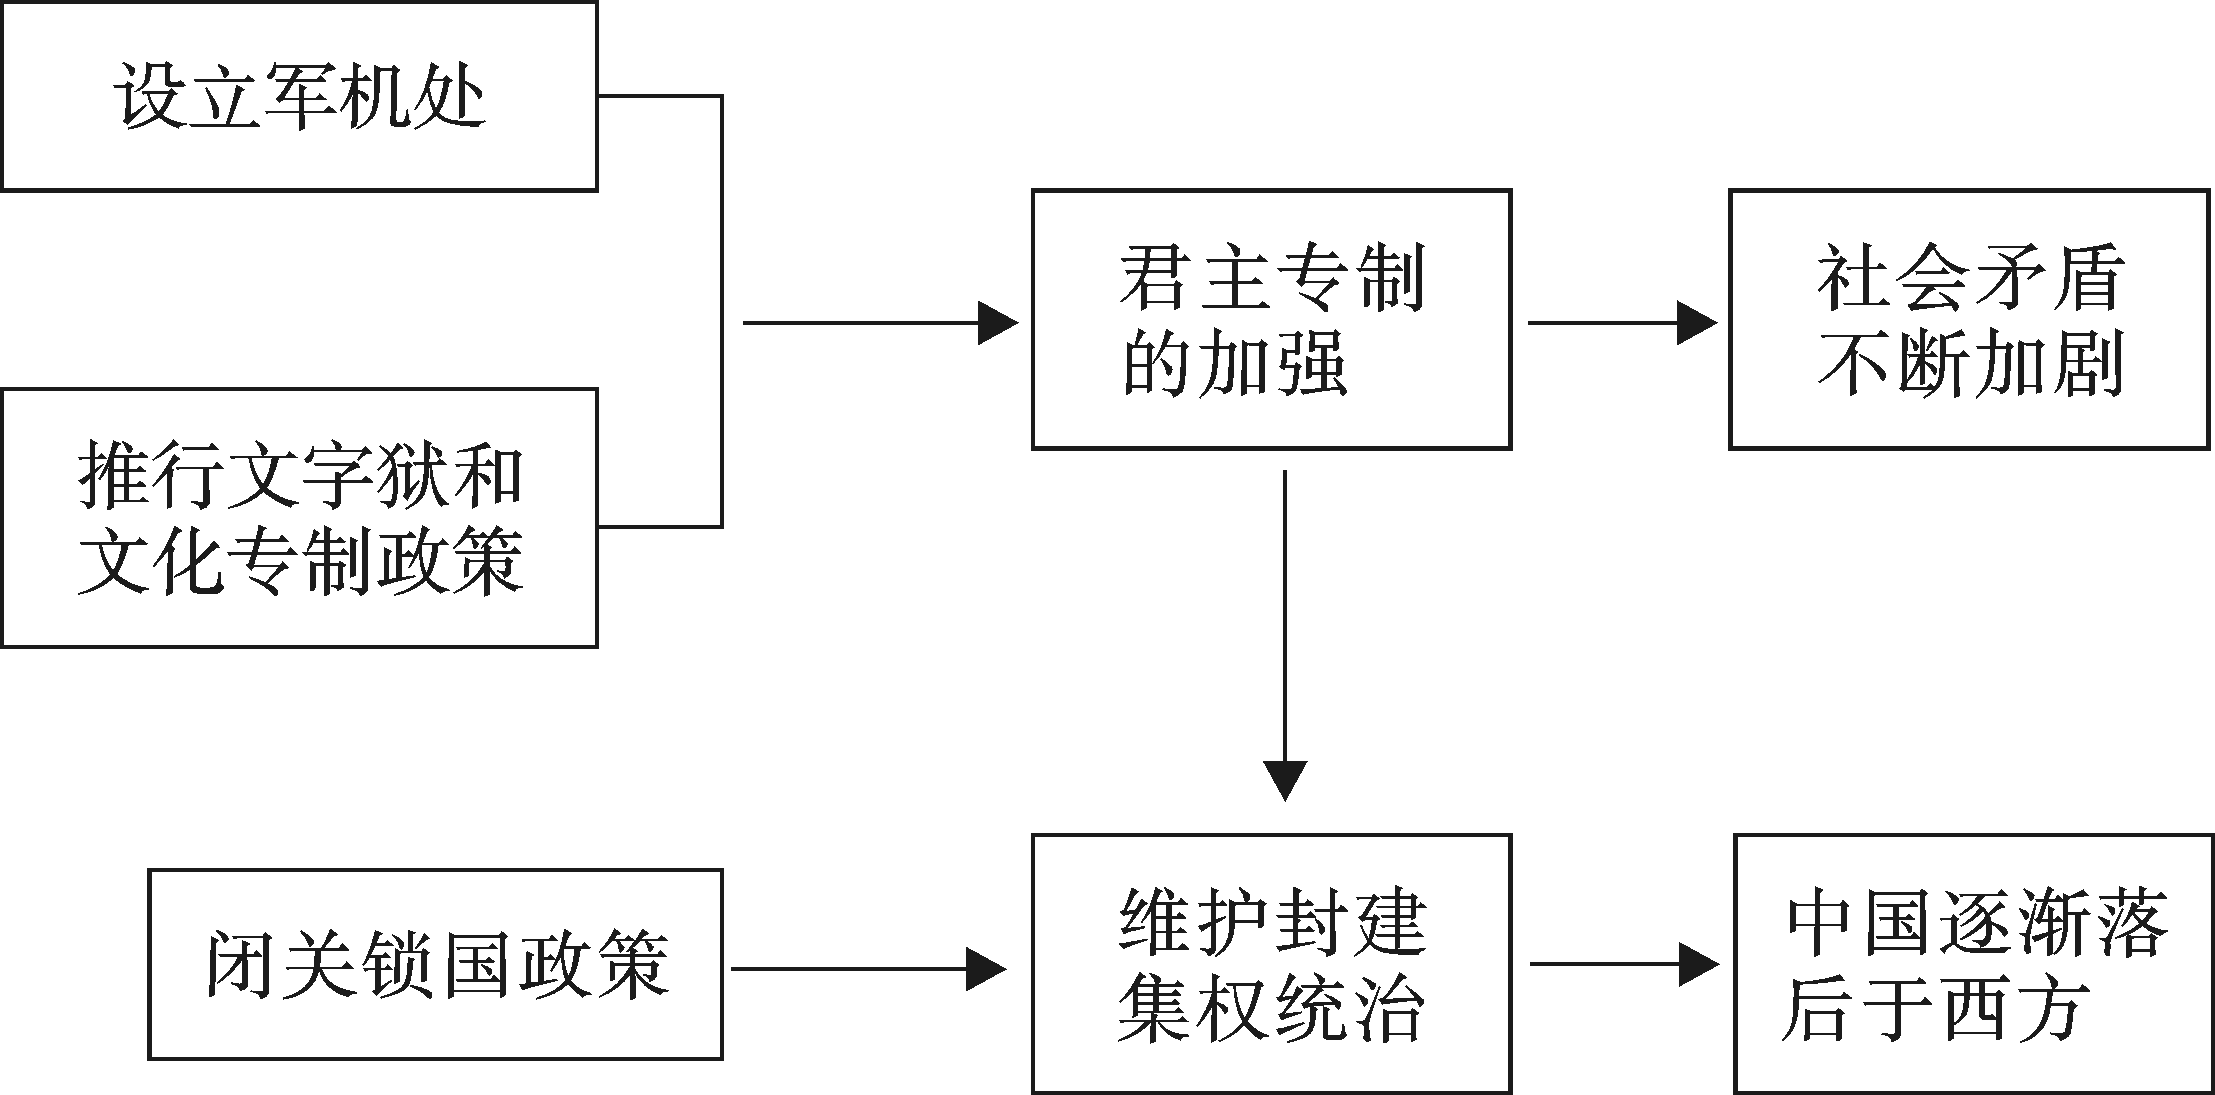 设立军机处
推行文字狱和
文化专制政策
君主专制
的加强
社会矛盾
不断加剧
闭关锁国政策
维护封建
集权统治
中国逐渐落
后于西方